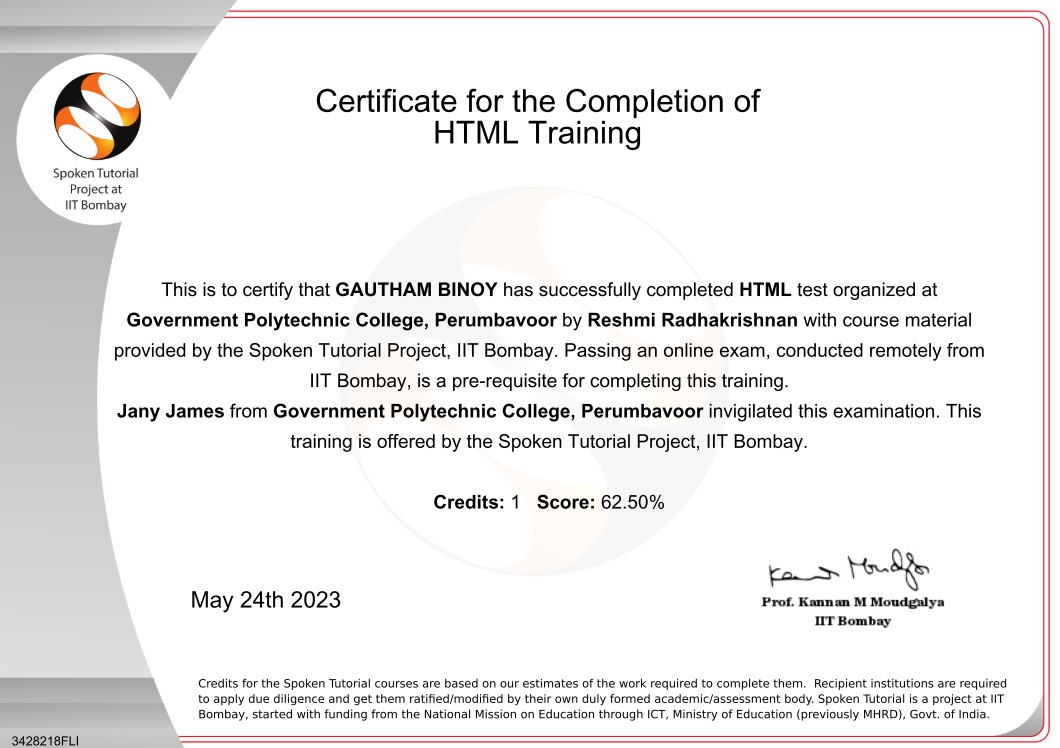 Spoken Tutorial
Project at
IIT Bombay
Certificate for the Completion of
HTML Training
This is to certify that GAUTHAM BINOY has successfully completed HTML test organized at
Government Polytechnic College, Perumbavoor by Reshmi Radhakrishnan with course material
provided by the Spoken Tutorial Project, IIT Bombay. Passing an online exam, conducted remotely from
IIT Bombay, is a pre-requisite for completing this training.
Jany James from Government Polytechnic College, Perumbavoor invigilated this examination. This
training is offered by the Spoken Tutorial Project, IIT Bombay.
Credits: 1 Score: 62.50%
May 24th 2023
Prof. Kannan M Moudgalya
IIT Bombay
Credits for the Spoken Tutorial courses are based on our estimates of the work required to complete them. Recipient institutions are required
to apply due diligence and get them ratified/modified by their own duly formed academic/assessment body. Spoken Tutorial is a project at IIT
Bombay, started with funding from the National Mission on Education through ICT, Ministry of Education (previously MHRD), Govt. of India.
3428218FLI